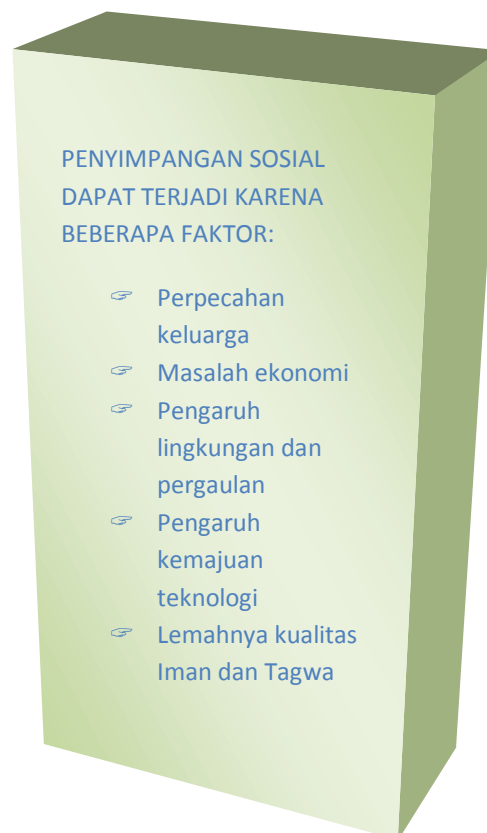 PENYIMPANGAN SOSIAL
DAPAT TERJADI KARENA
BEBERAPA FAKTOR:
☞ Perpecahan
keluarga
☞ Masalah ekonomi
☞ Pengaruh
lingkungan dan
pergaulan
☞ Pengaruh
kemajuan
teknologi
☞ Lemahnya kualitas
Iman dan Tagwa